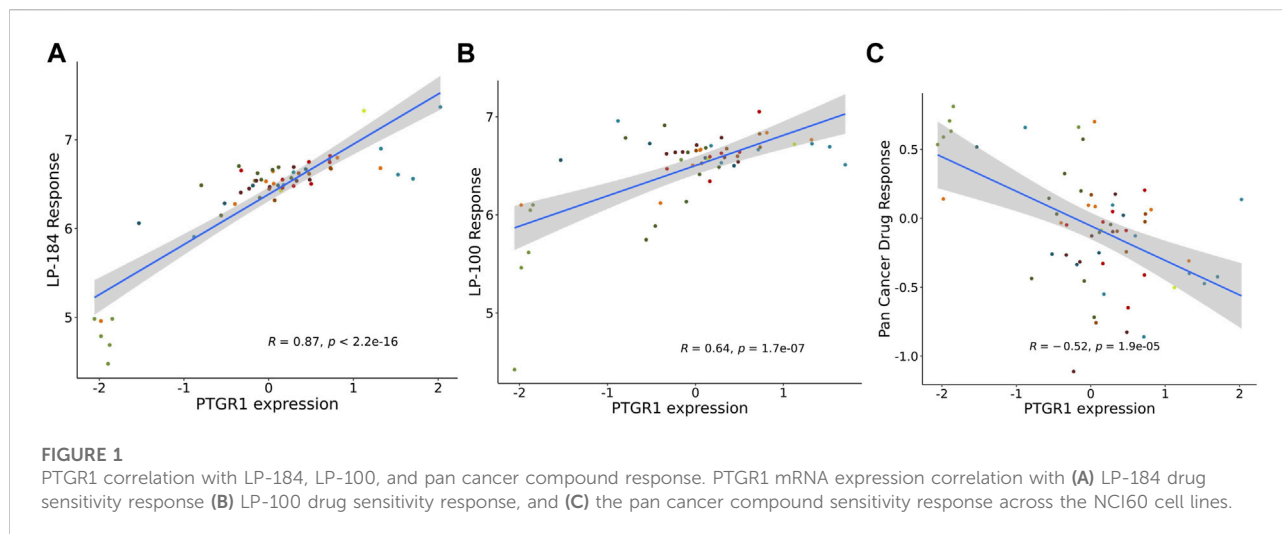 A
LP-184 Response
7
6
5
R = 0.87, p < 2.2e-16
-2
-1
0
1
2
PTGR1 expression
B
LP-100 Response
7
6
5
R = 0.64, p = 1.7e-07
-2
-1
0
1
PTGR1 expression
C
Pan Cancer Drug Response
0.5
0.0
-0.5
-1.0
R = −0.52, p = 1.9e-05
-2
-1
0
1
2
PTGR1 expression
FIGURE 1
PTGR1 correlation with LP-184, LP-100, and pan cancer compound response. PTGR1 mRNA expression correlation with (A) LP-184 drug
sensitivity response (B) LP-100 drug sensitivity response, and (C) the pan cancer compound sensitivity response across the NCI60 cell lines.